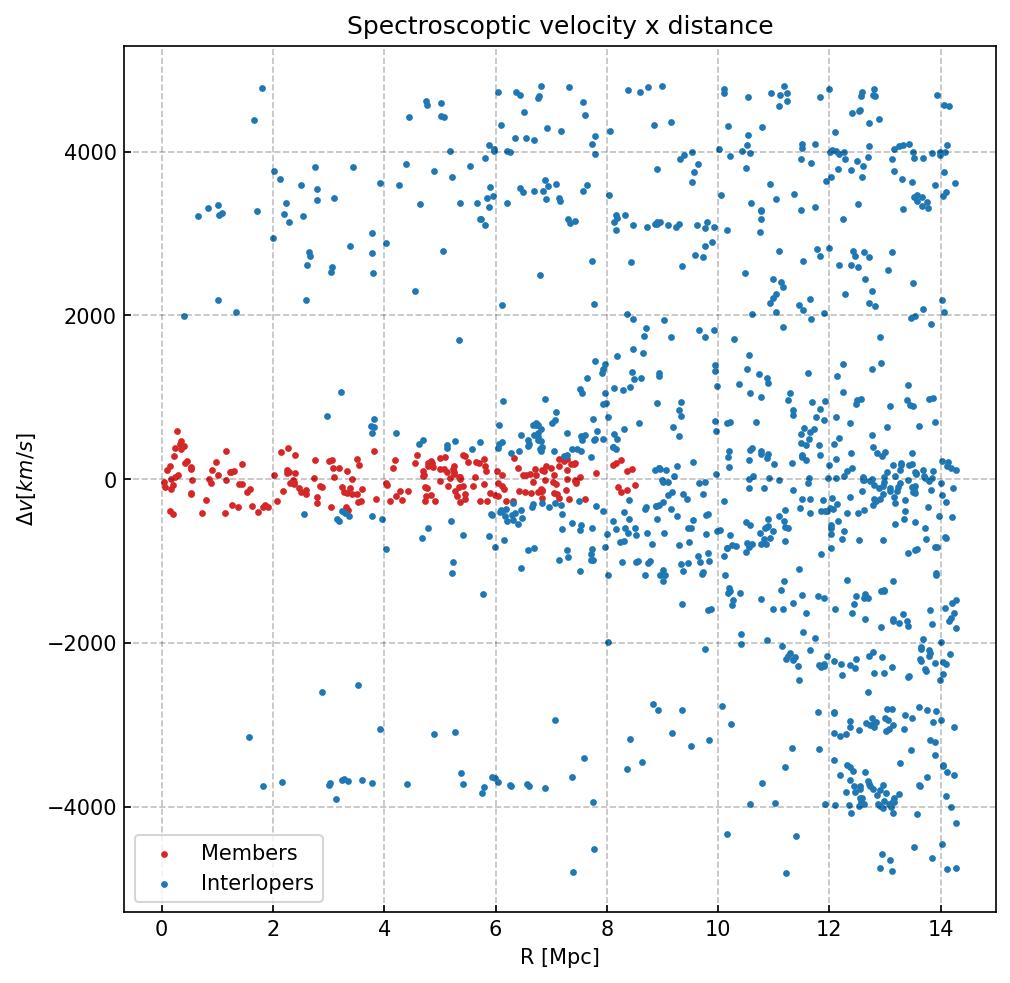 Spectroscoptic velocity x distance
Δv[km/s]
4000
2000
0
−2000
−4000
Members
Interlopers
0 2 4 6 8 10 12 14
R [Mpc]